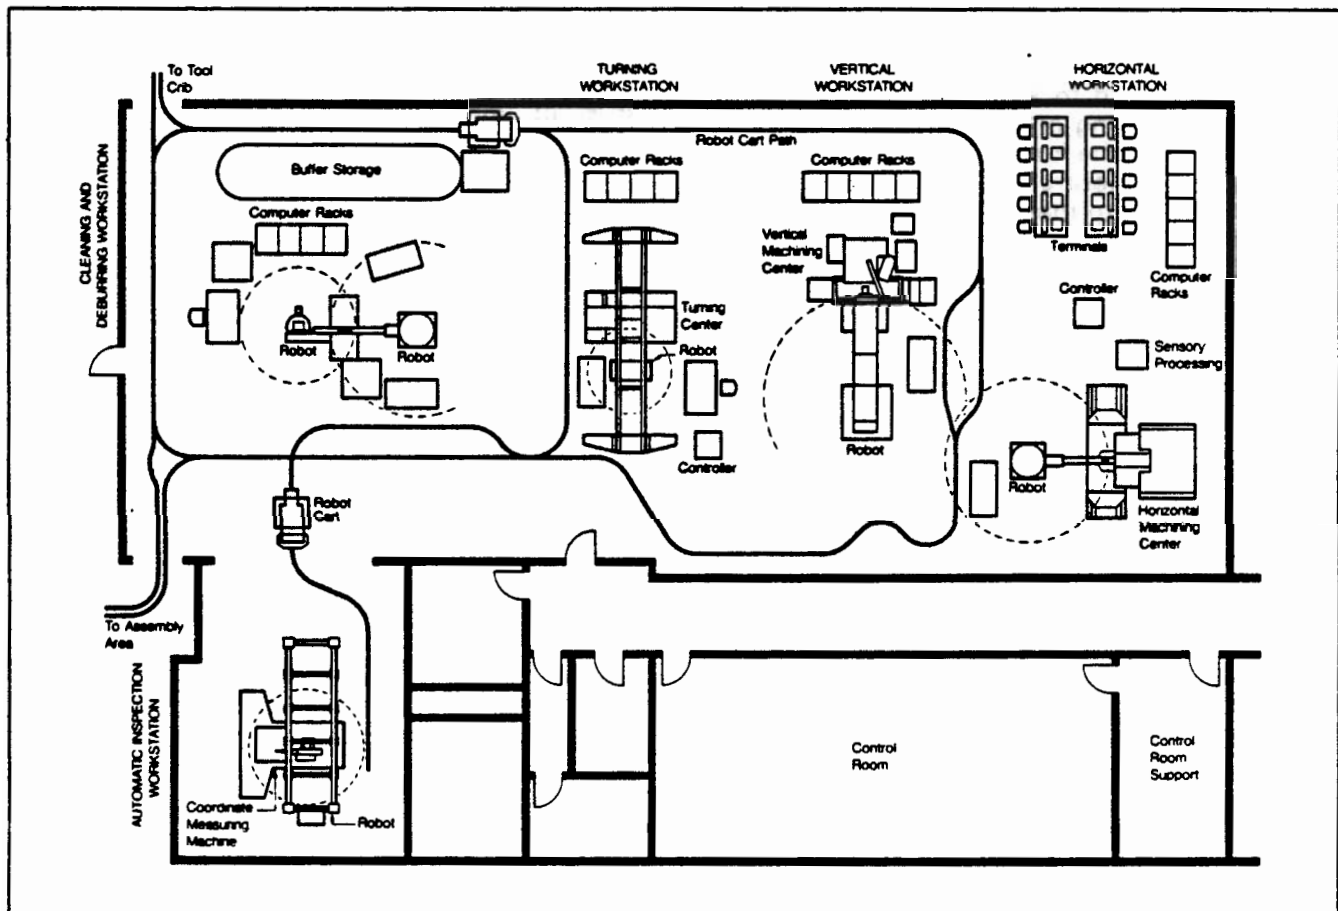 To Tool
Crib
TURNING
WORKSTATION
VERTICAL
WORKSTATION
HORIZONTAL
WORKSTATION
CLEANING AND
DEBURRING WORKSTATION
Robot Cart Path
Buffer Storage
Computer Racks
Computer Racks
Computer Racks
Terminals
Computer
Racks
Vertical
Machining
Center
Controller
Turning
Center
Robot
Robot
Robot
Sensory
Processing
Controller
Robot
Robot
Robot
Cart
Horizontal
Machining
Center
To Assembly
Area
AUTOMATIC INSPECTION
WORKSTATION
Coordinate
Measuring
Machine
Robot
Control
Room
Control
Room
Support